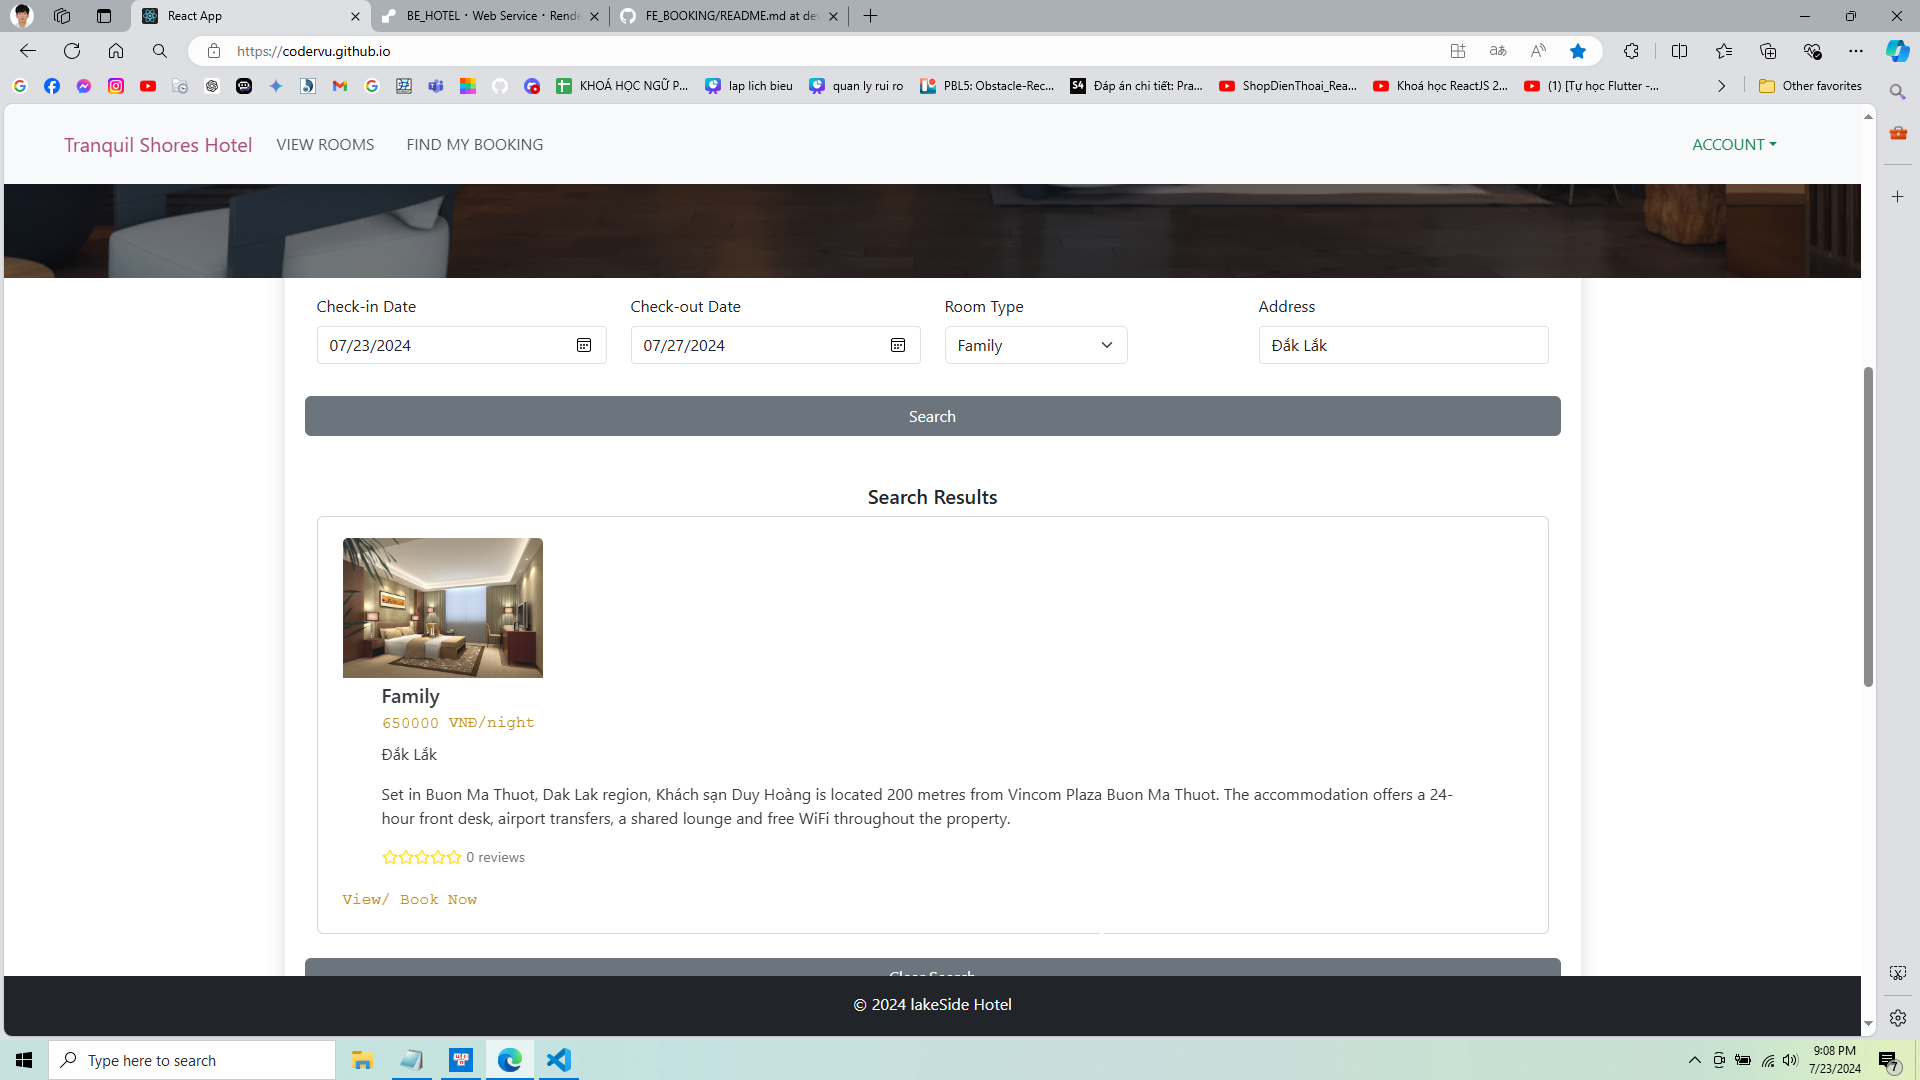 React App
BE_HOTEL · Web Service · Rende
FE_BOOKING/README.md at dev
https://codervu.github.io
KHOÁ HỌC NGỮ P...
lap lich bieu
quan ly rui ro
PBL5: Obstacle-Rec...
S4
Đáp án chi tiết: Pra...
ShopDienThoai_Rea...
Khoá học ReactJS 2...
(1) [Tự học Flutter -...
Other favorites
Tranquil Shores Hotel
VIEW ROOMS
FIND MY BOOKING
ACCOUNT
Check-in Date
Check-out Date
Room Type
Address
07/23/2024
07/27/2024
Family
Đắk Lắk
Search
Search Results
Family
650000 VNĐ/night
Đắk Lắk
Set in Buon Ma Thuot, Dak Lak region, Khách sạn Duy Hoàng is located 200 metres from Vincom Plaza Buon Ma Thuot. The accommodation offers a 24-
hour front desk, airport transfers, a shared lounge and free WiFi throughout the property.
0 reviews
View/ Book Now
Clear Search
© 2024 lakeSide Hotel
Type here to search
9:08 PM
7/23/2024
7